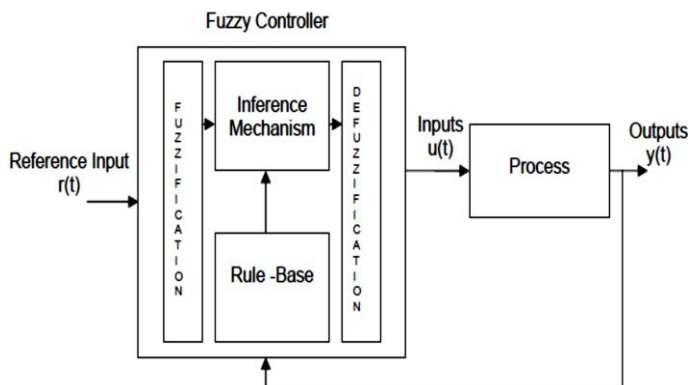 Fuzzy Controller
FUZZIFICATION
Inference
Mechanism
DEFUZZIFICATION
Rule -Base
Reference Input
r(t)
Inputs
u(t)
Process
Outputs
y(t)